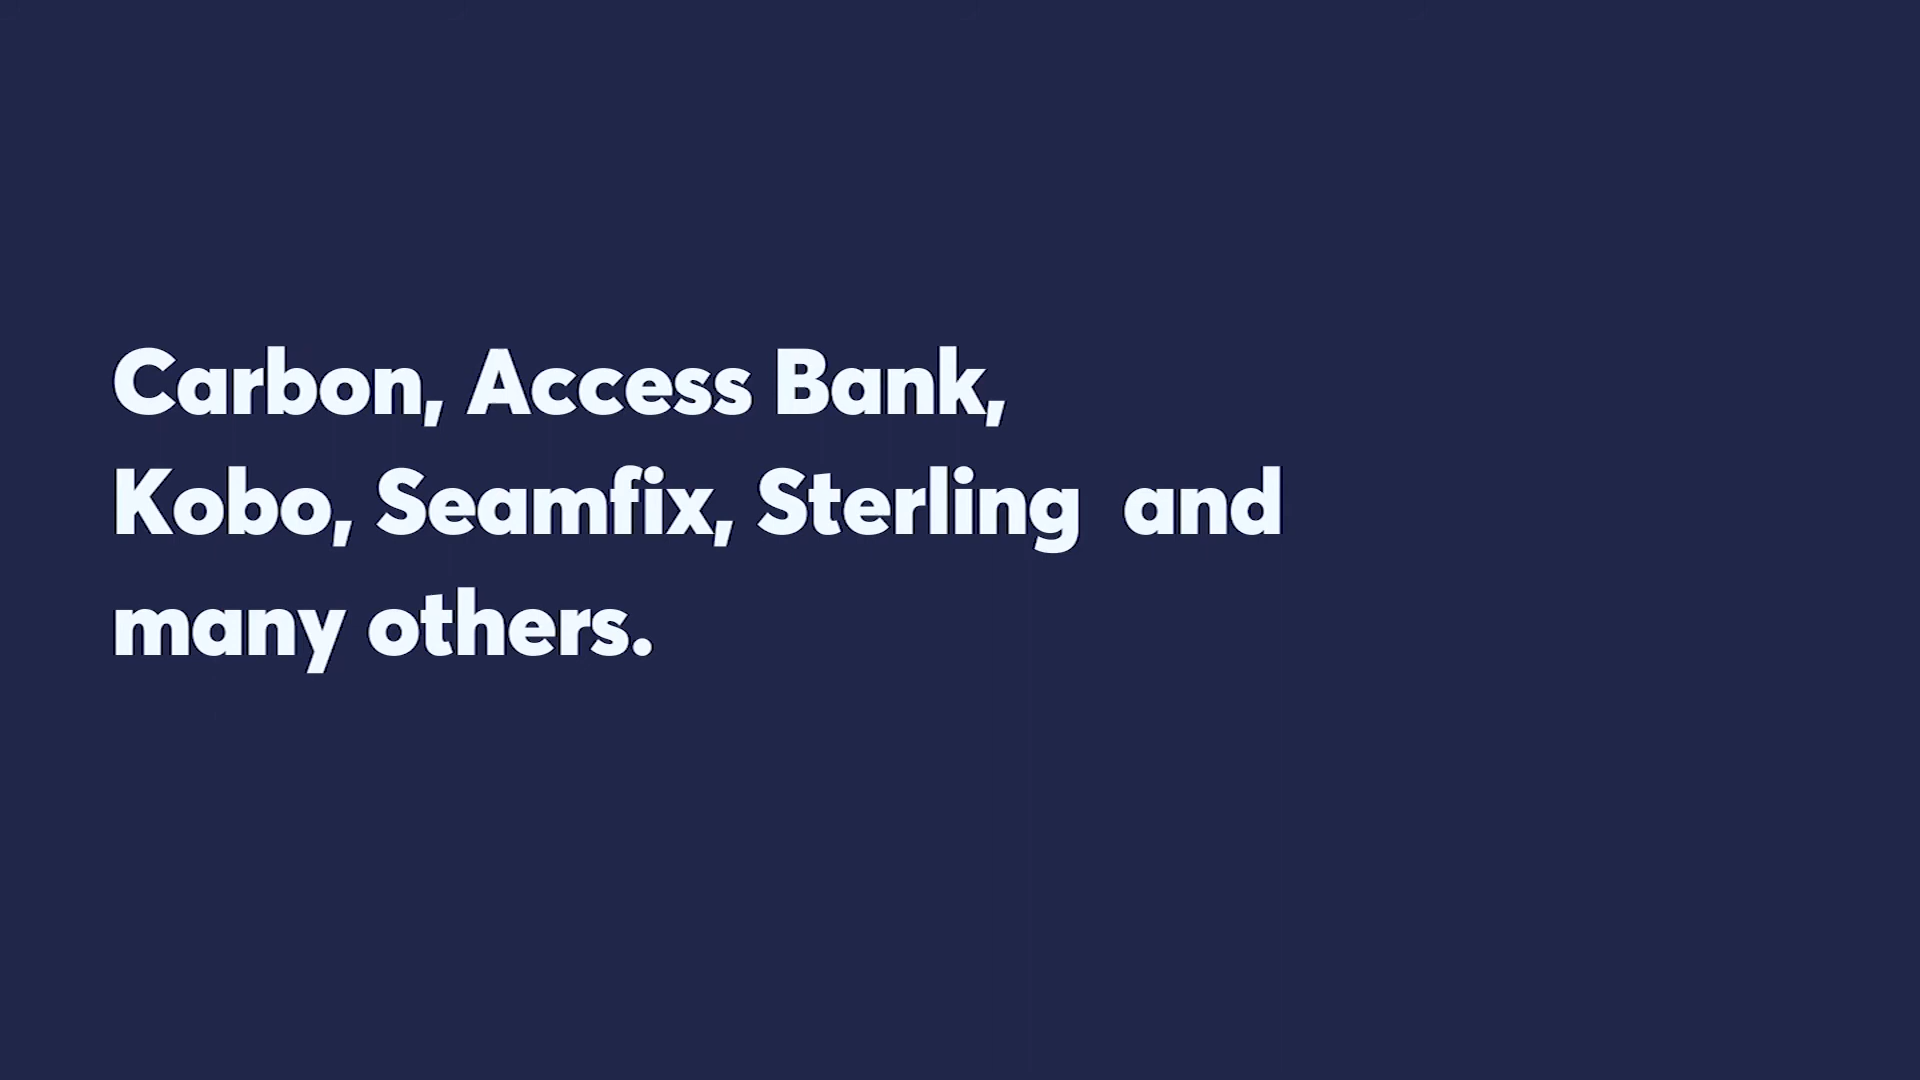 Carbon, Access Bank,
Kobo, Seamfix, Sterling  and
many others.